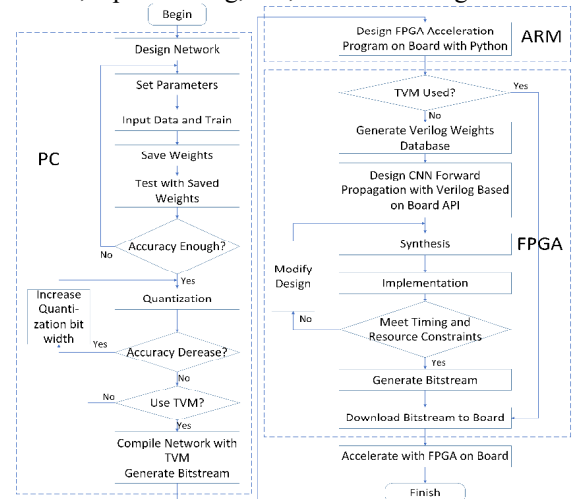 Begin
Design Network
Set Parameters
Input Data and Train
Save Weights
Test with Saved
Weights
PC
Accuracy Enough?
No
Yes
Quantization
Increase
Quanti-
zation bit
width
Accuracy Derease?
Yes
No
Use TVM?
No
Yes
Compile Network with
TVM
Generate Bitstream
Design FPGA Acceleration
Program on Board with Python
ARM
TVM Used?
Yes
No
Generate Verilog Weights
Database
Design CNN Forward
Propagation with Verilog Based
on Board API
FPGA
Synthesis
Modify
Design
Implementation
Meet Timing and
Resource Constraints
No
Yes
Generate Bitstream
Download Bitstream to Board
Accelerate with FPGA on Board
Finish